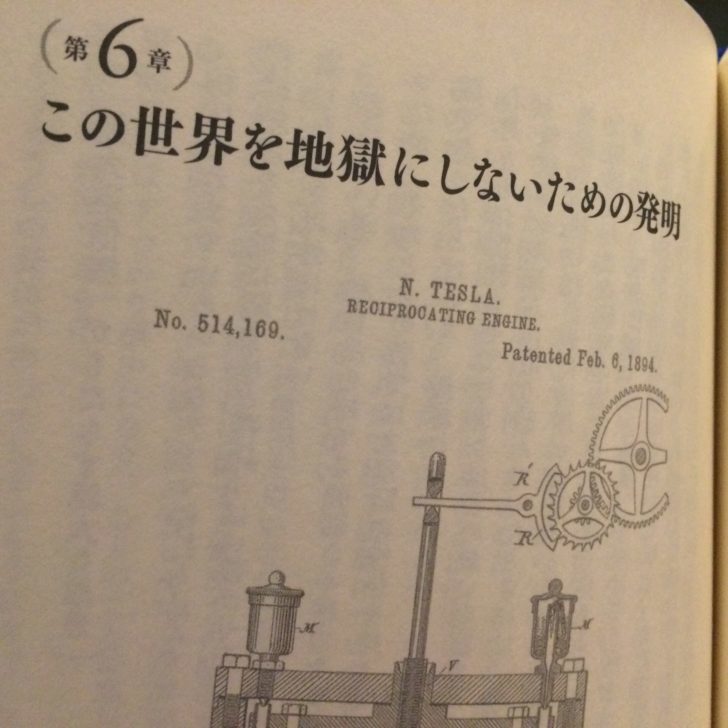 (第6章)
この世界を地獄にしないための発明
N. TESLA.
RECIPROCATING ENGINE.
No. 514,169.
Patented Feb. 6, 1894.
R'
R
M
M
V